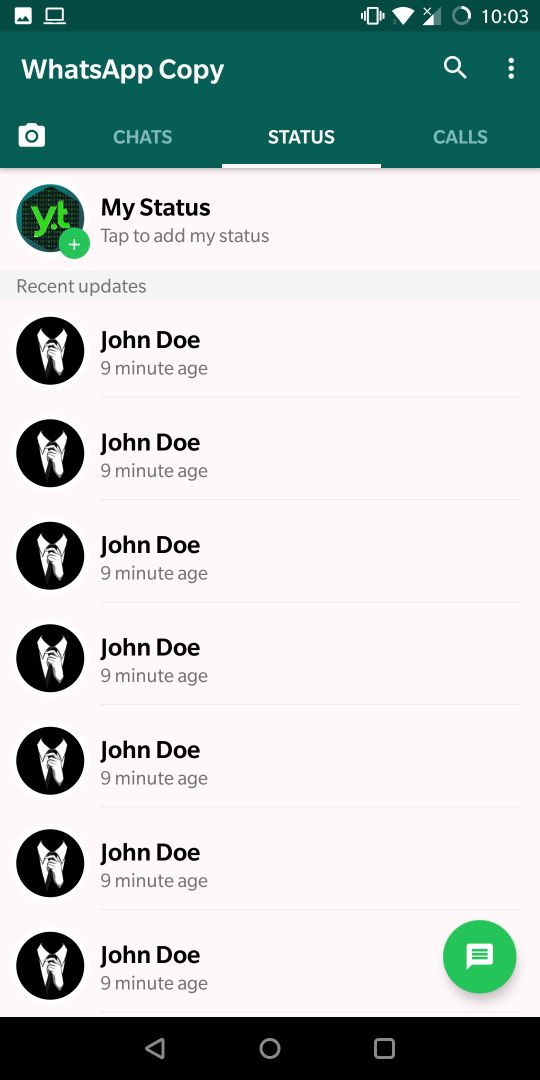 10:03
WhatsApp Copy
CHATS STATUS CALLS
y.t
My Status
Tap to add my status
Recent updates
John Doe
9 minute age
John Doe
9 minute age
John Doe
9 minute age
John Doe
9 minute age
John Doe
9 minute age
John Doe
9 minute age
John Doe
9 minute age